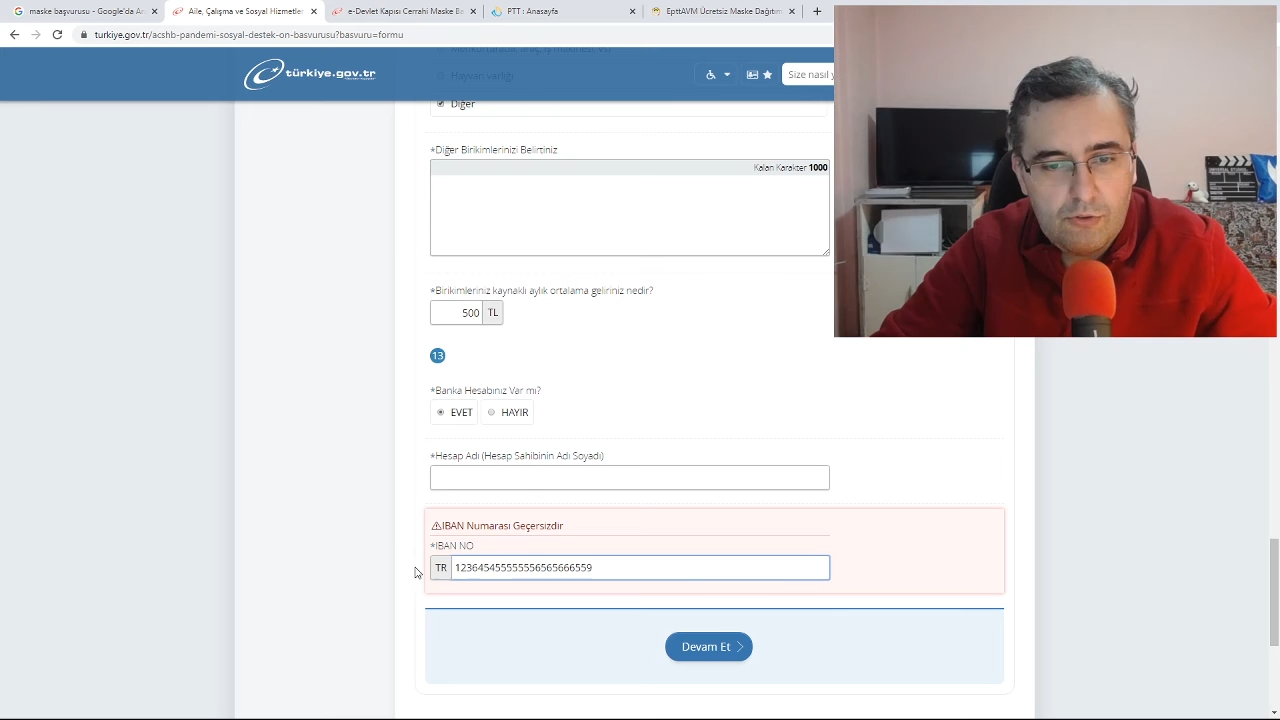 maske başvurusu - Google'da Ar
Aile, Çalışma ve Sosyal Hizmetler
e-Devlet Kapısı Cerrahi Maske Ba
PTT : Anasayfa
EpttAVM Ücretsiz Maske Dağıtım
turkiye.gov.tr/acshb-pandemi-sosyal-destek-on-basvurusu?basvuru=formu
türkiye.gov.tr
Hayvan varlığı
Size nasıl y
Diğer
*Diğer Birikimlerinizi Belirtiniz
Kalan Karakter 1000
*Birikimleriniz kaynaklı aylık ortalama geliriniz nedir?
500 TL
13
*Banka Hesabınız Var mı?
EVET HAYIR
*Hesap Adı (Hesap Sahibinin Adı Soyadı)
IBAN Numarası Geçersizdir
*IBAN NO
TR 123645455555556565666559
Devam Et